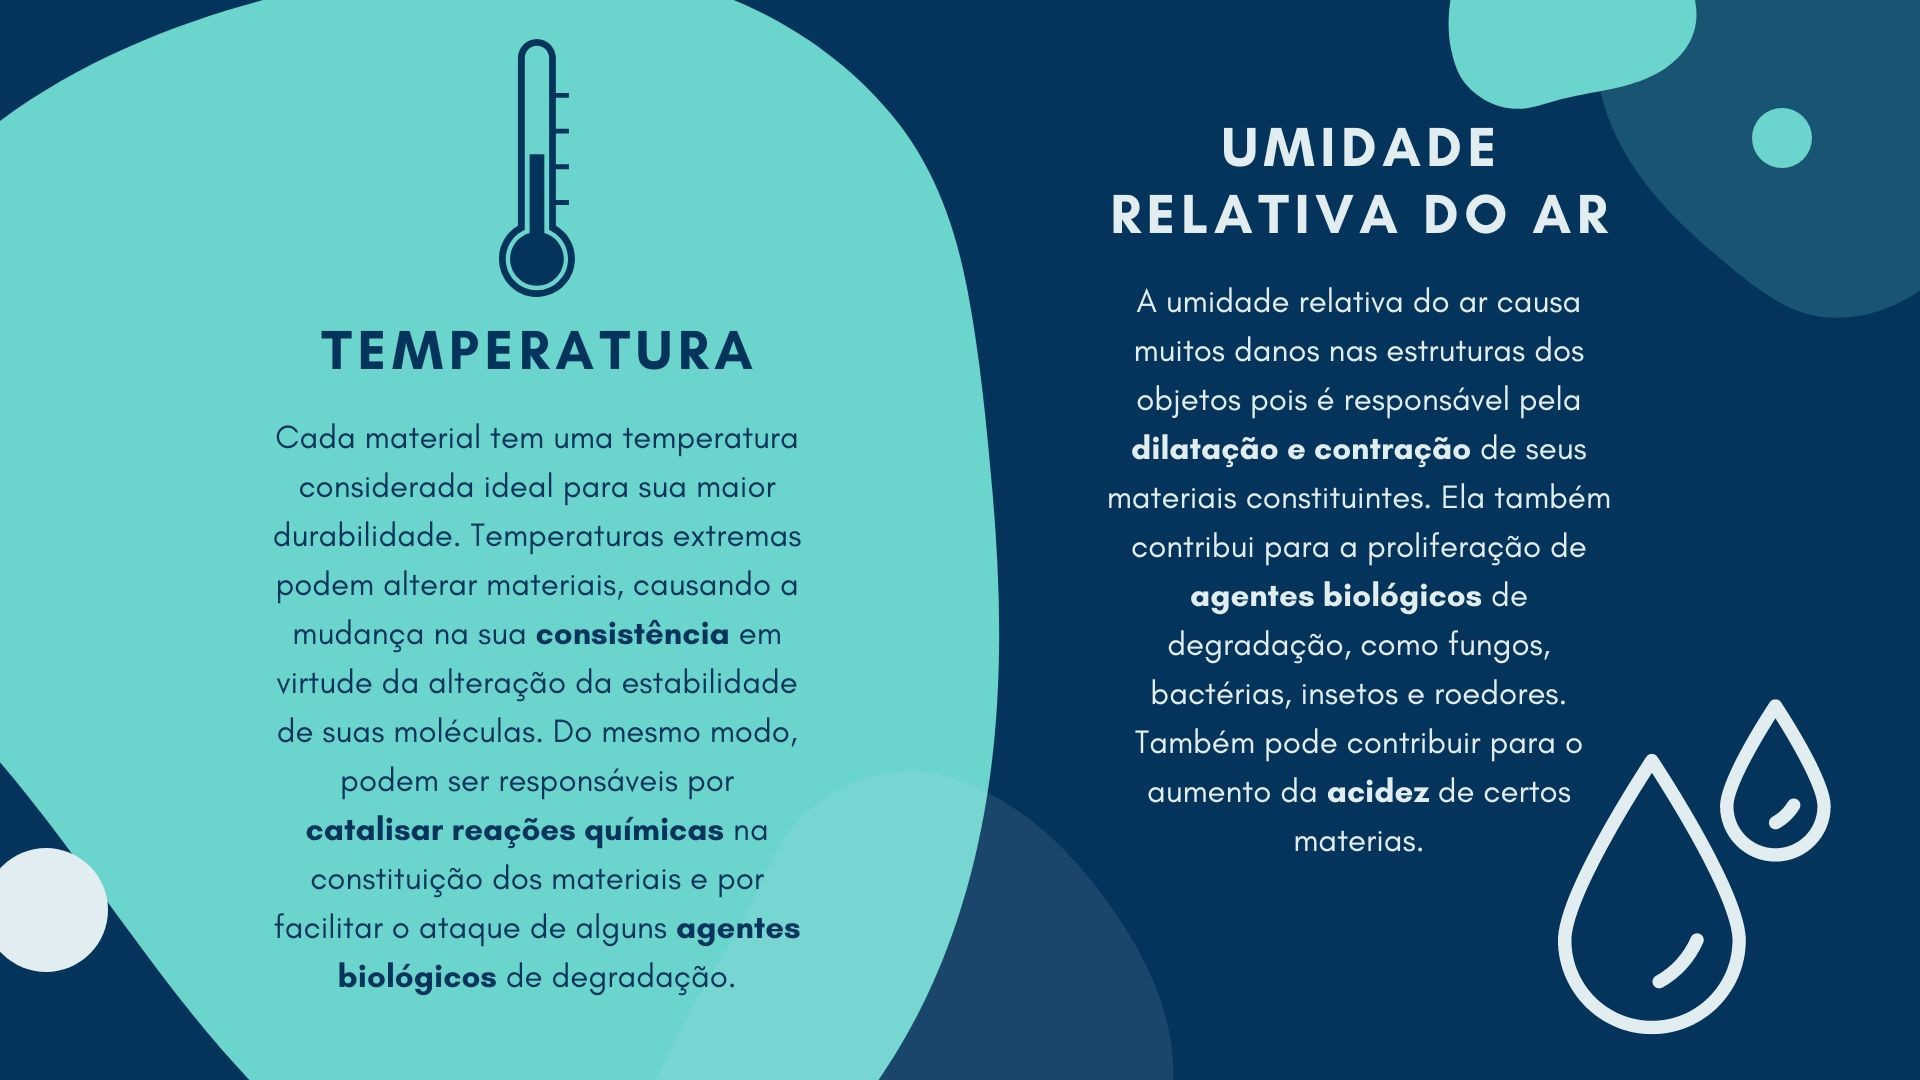 TEMPERATURA
Cada material tem uma temperatura
considerada ideal para sua maior
durabilidade. Temperaturas extremas
podem alterar materiais, causando a
mudança na sua consistência em
virtude da alteração da estabilidade
de suas moléculas. Do mesmo modo,
podem ser responsáveis por
catalisar reações químicas na
constituição dos materiais e por
facilitar o ataque de alguns agentes
biológicos de degradação.
UMIDADE
RELATIVA DO AR
A umidade relativa do ar causa
muitos danos nas estruturas dos
objetos pois é responsável pela
dilatação e contração de seus
materiais constituintes. Ela também
contribui para a proliferação de
agentes biológicos de
degradação, como fungos,
bactérias, insetos e roedores.
Também pode contribuir para o
aumento da acidez de certos
materias.